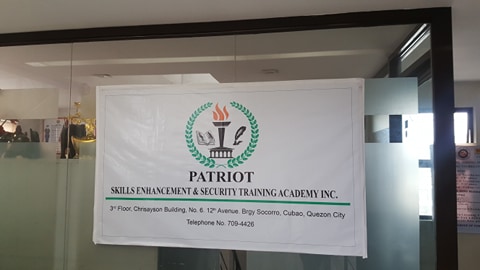 PATRIOT
SKILLS ENHANCEMENT & SECURITY TRAINING ACADEMY INC.
3rd Floor, Chrisayson Building, No. 6. 12th Avenue. Brgy Socorro, Cubao, Quezon City
Telephone No. 709-4426